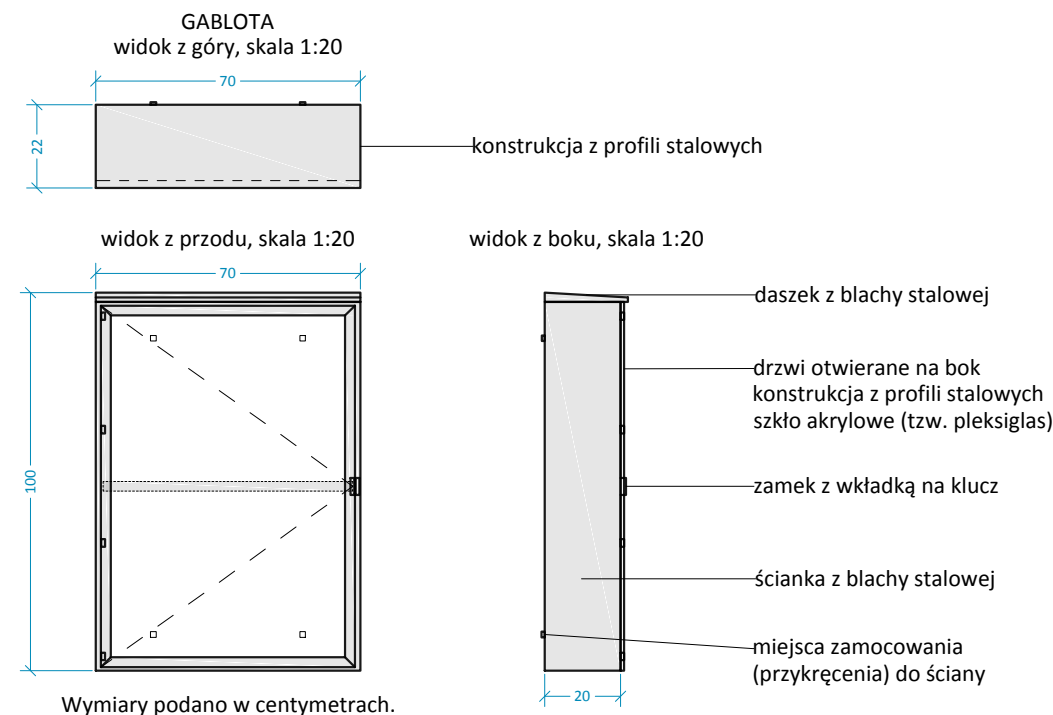 GABLOTA
widok z góry, skala 1:20
70
22
konstrukcja z profili stalowych
widok z przodu, skala 1:20
70
100
Wymiary podano w centymetrach.
widok z boku, skala 1:20
daszek z blachy stalowej
drzwi otwierane na bok
konstrukcja z profili stalowych
szkło akrylowe (tzw. pleksiglas)
zamek z wkładką na klucz
ścianka z blachy stalowej
miejsca zamocowania
(przykręcenia) do ściany
20